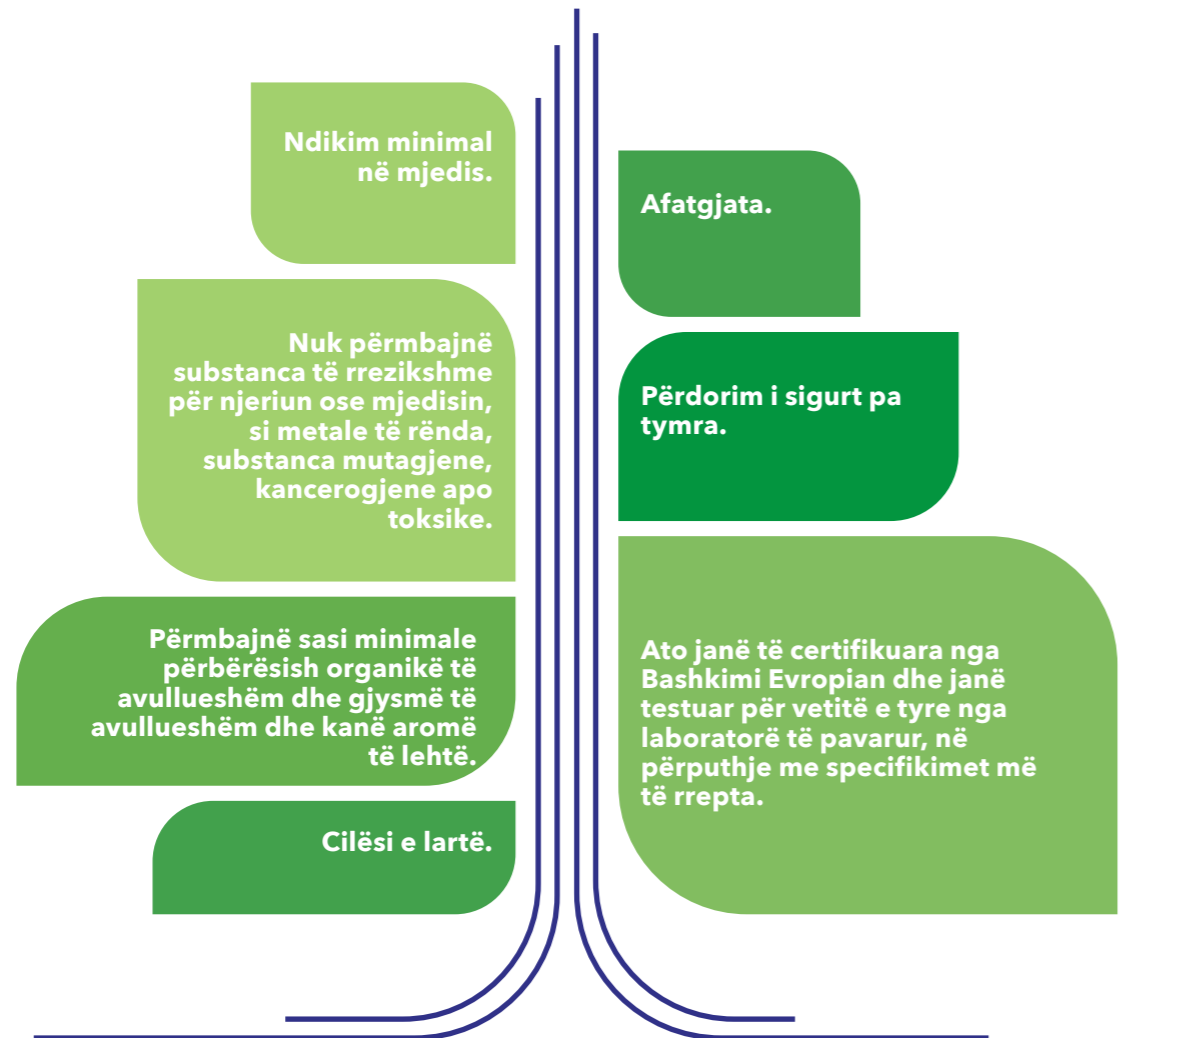 Ndikim minimal
në mjedis.
Nuk përmbajnë
substanca të rrezikshme
për njeriun ose mjedisin,
si metale të rënda,
substanca mutagjene,
kancerogjene apo
toksike.
Përmbajnë sasi minimale
përbërësish organikë të
avullueshëm dhe gjysmë të
avullueshëm dhe kanë aromë
të lehtë.
Cilësi e lartë.
Afatgjata.
Përdorim i sigurt pa
tymra.
Ato janë të certifikuara nga
Bashkimi Evropian dhe janë
testuar për vetitë e tyre nga
laboratorë të pavarur, në
përputhje me specifikimet më
të rrepta.